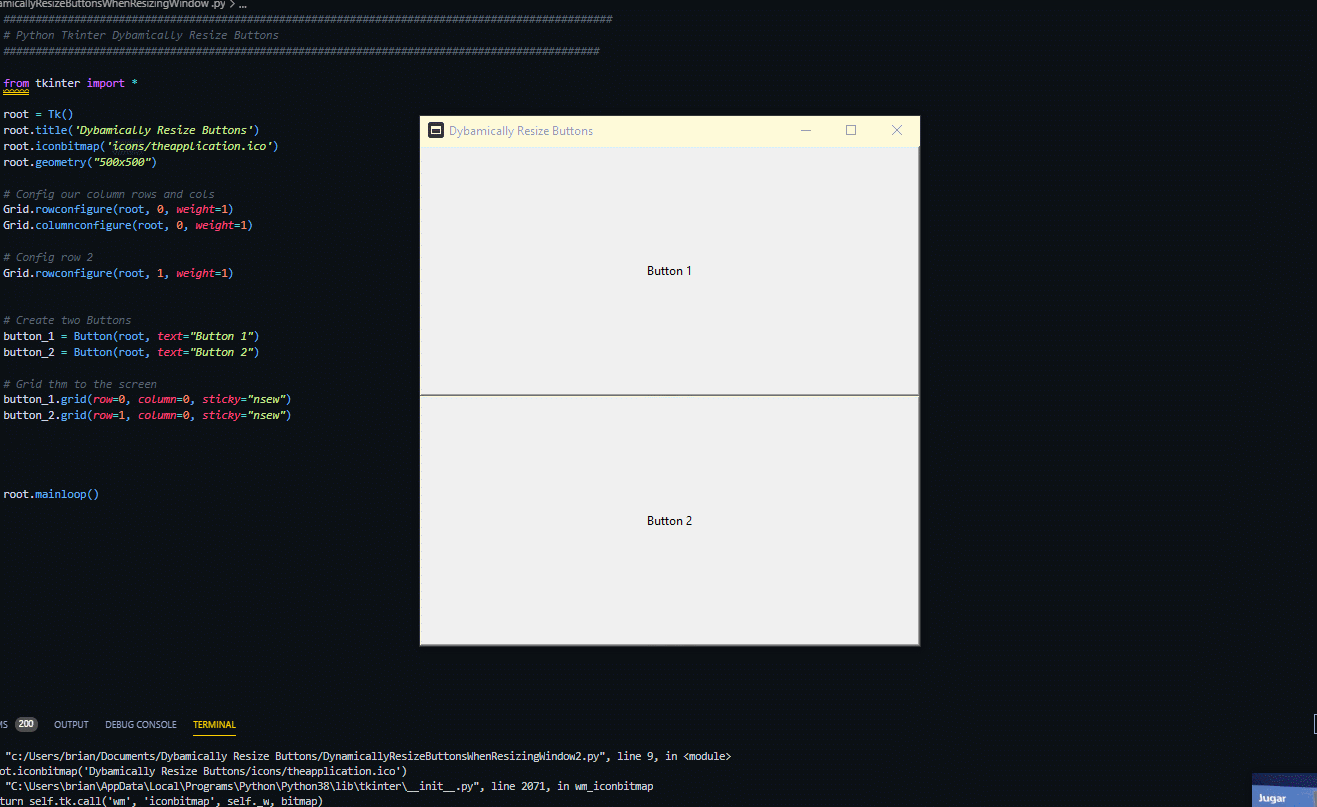 amicallyResizeButtonsWhenResizingWindow .py > ...
###############################################################################################
# Python Tkinter Dybamically Resize Buttons
#############################################################################################
from tkinter import *
root = Tk()
root.title('Dybamically Resize Buttons')
root.iconbitmap('icons/theapplication.ico')
root.geometry("500x500")
# Config our column rows and cols
Grid.rowconfigure(root, 0, weight=1)
Grid.columnconfigure(root, 0, weight=1)
# Config row 2
Grid.rowconfigure(root, 1, weight=1)
# Create two Buttons
button_1 = Button(root, text="Button 1")
button_2 = Button(root, text="Button 2")
# Grid thm to the screen
button_1.grid(row=0, column=0, sticky="nsew")
button_2.grid(row=1, column=0, sticky="nsew")
root.mainloop()
Dybamically Resize Buttons
Button 1
Button 2
MS 200 OUTPUT DEBUG CONSOLE TERMINAL
"c:/Users/brian/Documents/Dybamically Resize Buttons/DynamicallyResizeButtonsWhenResizingWindow2.py", line 9, in <module>
ot.iconbitmap('Dybamically Resize Buttons/icons/theapplication.ico')
"C:\Users\brian\AppData\Local\Programs\Python\Python38\lib\tkinter\__init__.py", line 2071, in wm_iconbitmap
turn self.tk.call('wm', 'iconbitmap', self._w, bitmap)
Jugar